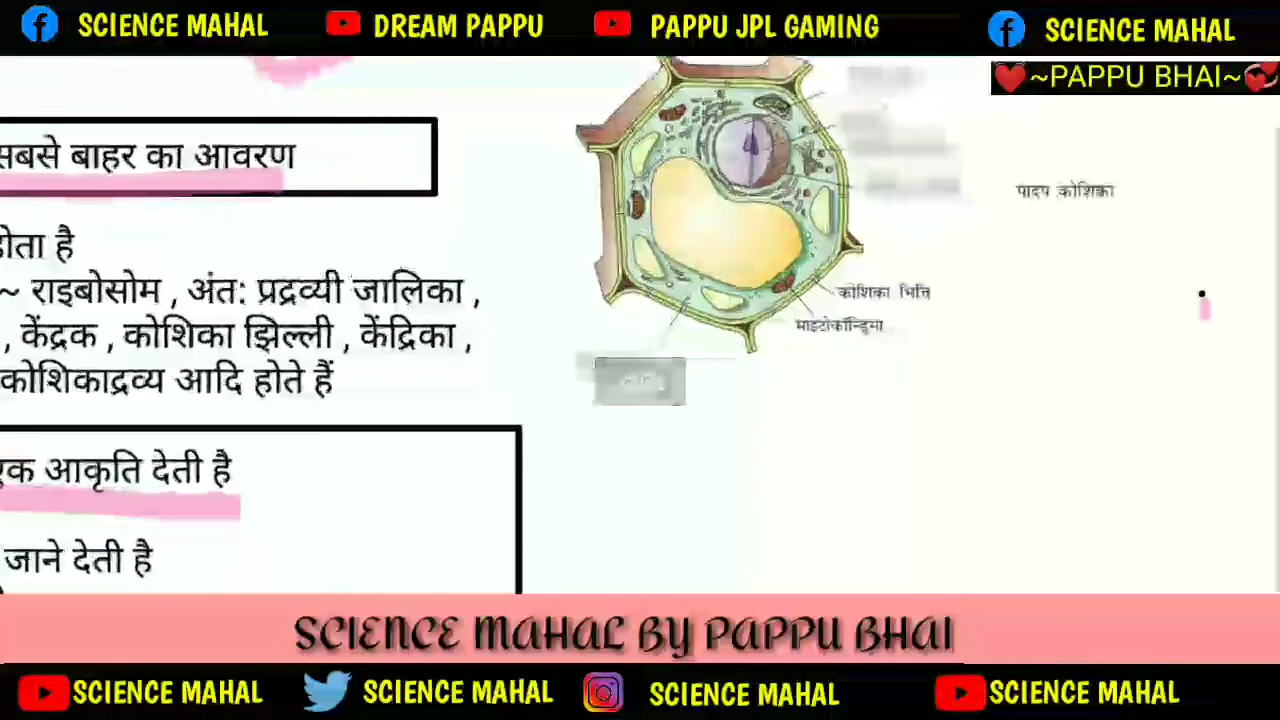 SCIENCE MAHAL DREAM PAPPU PAPPU JPL GAMING SCIENCE MAHAL
~PAPPU BHAI~
सबसे बाहर का आवरण
पादप कोशिका
होता है
~ राइबोसोम , अंत: प्रद्रव्यी जालिका ,
कोशिका भित्ति
माइटोकॉन्ड्रिया
, केंद्रक , कोशिका झिल्ली , केंद्रिका ,
कोशिकाद्रव्य आदि होते हैं
एक आकृति देती है
जाने देती है
SCIENCE MAHAL BY PAPPU BHAI
SCIENCE MAHAL SCIENCE MAHAL SCIENCE MAHAL SCIENCE MAHAL